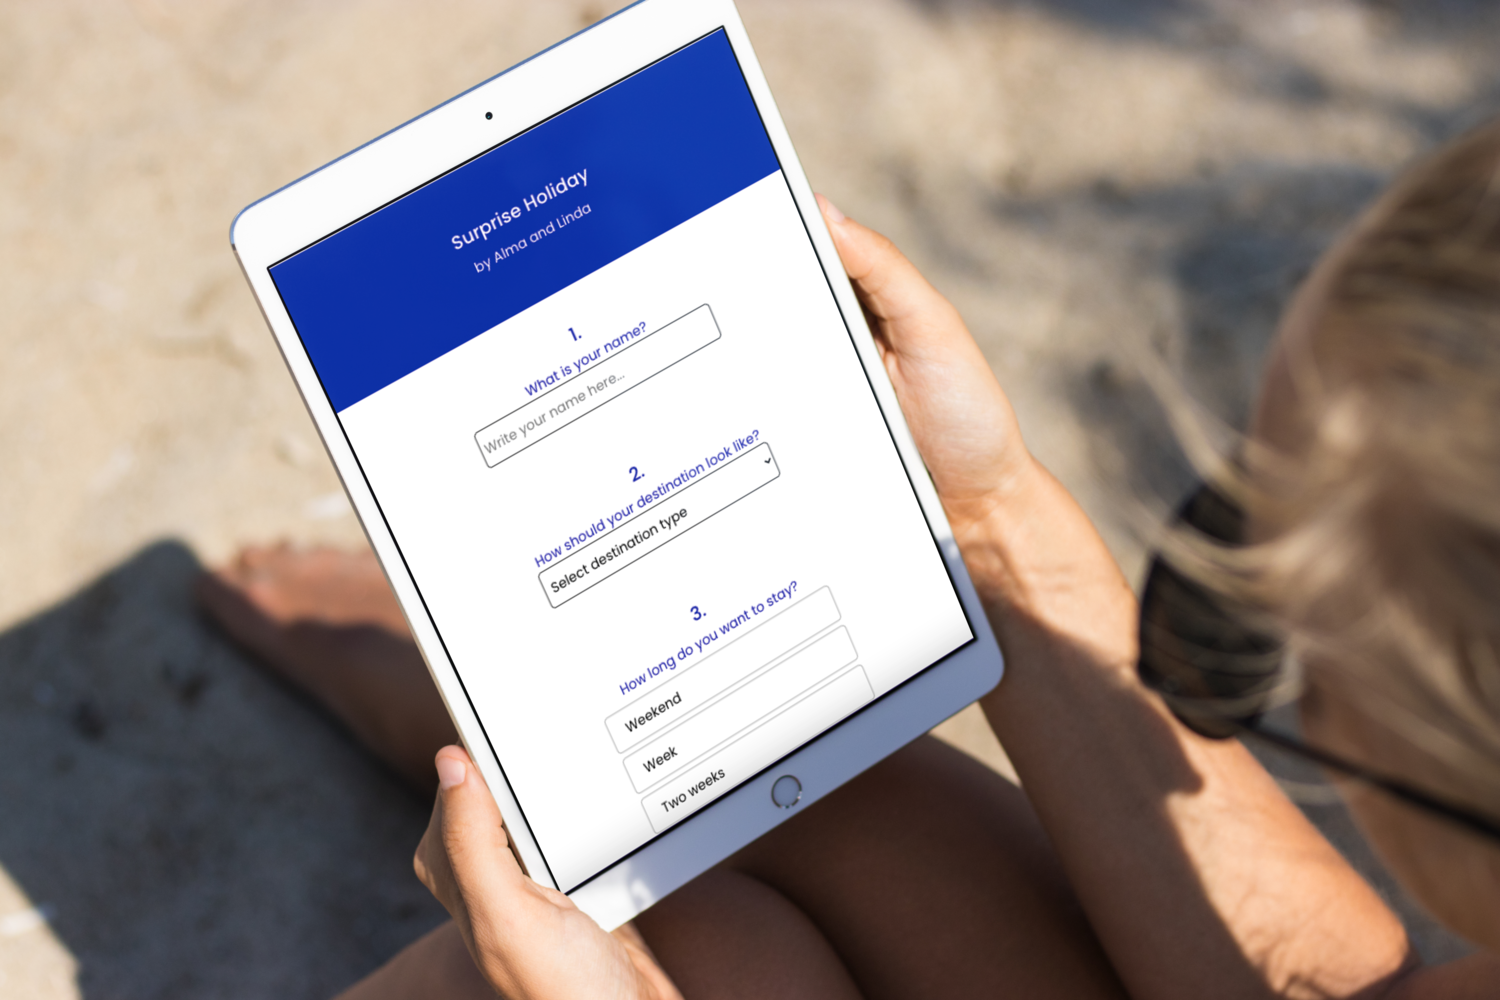 Surprise Holiday
by Alma and Linda
1.
What is your name?
Write your name here...
2.
How should your destination look like?
Select destination type
3.
How long do you want to stay?
Weekend
Week
Two weeks